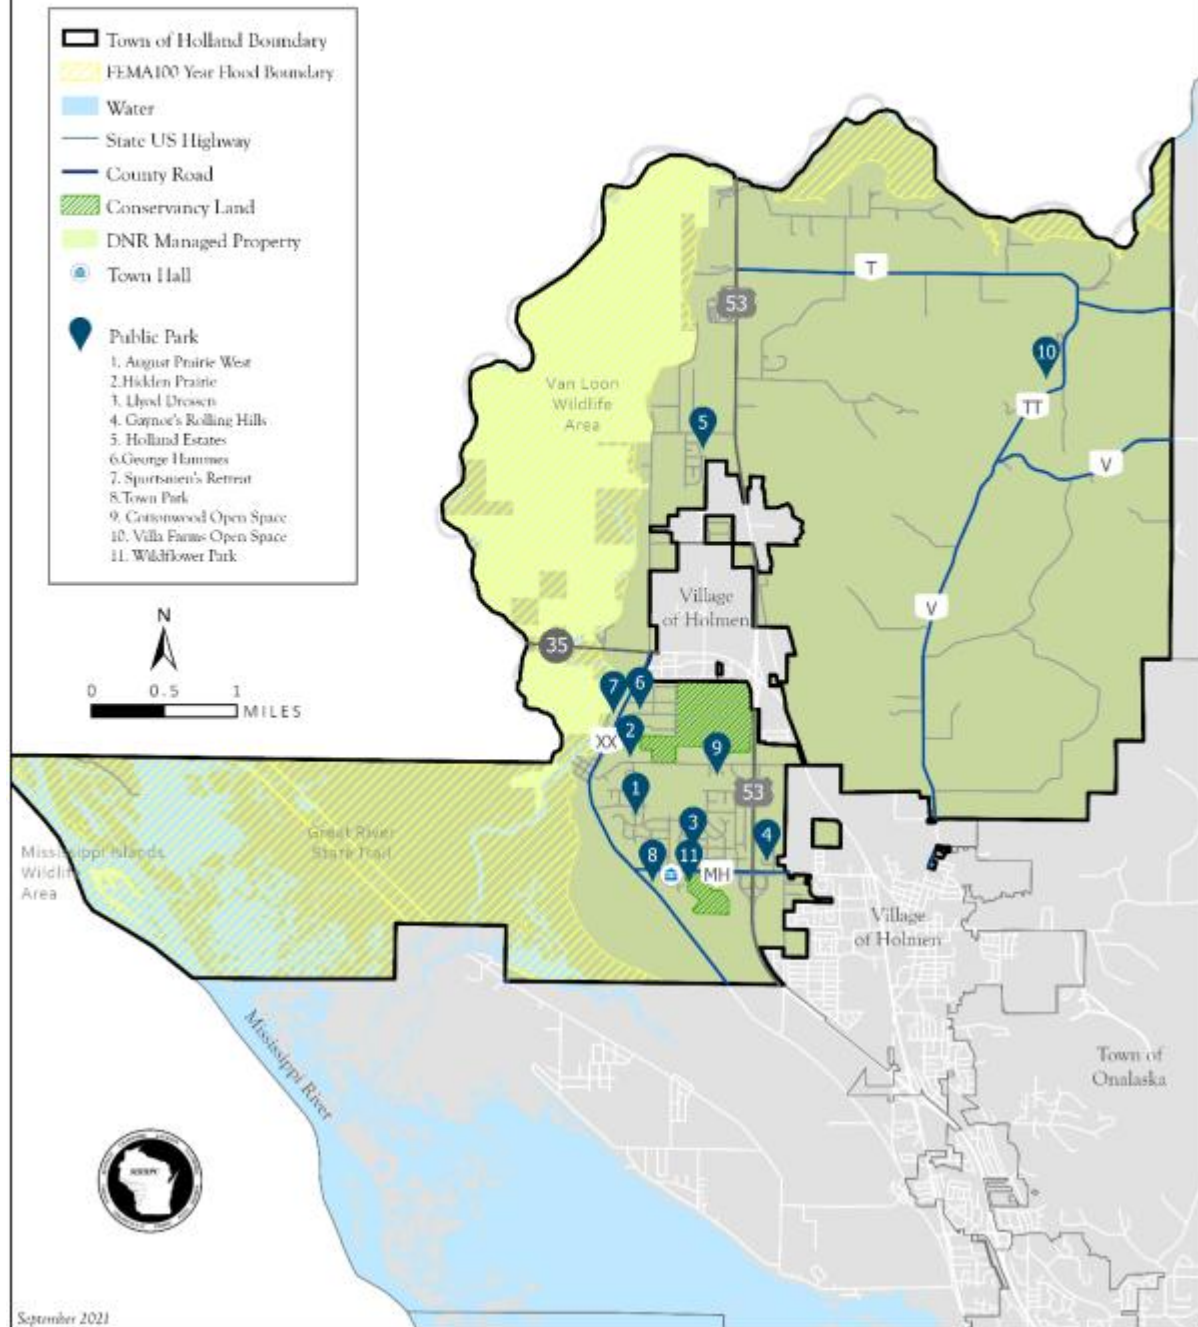 Town of Holland Boundary
FEMA100 Year Flood Boundary
Water
State US Highway
County Road
Conservancy Land
DNR Managed Property
Town Hall
Public Park
1. August Prairie West
2.Hidden Prairie
3. Llyod Dressen
4. Gaynor's Rolling Hills
5. Holland Estates
6.George Hammes
7. Sportsmen's Retreat
8.Town Park
9. Cottonwood Open Space
10. Villa Farms Open Space
11. Wildflower Park
N
0 0.5 1
MILES
T
53
10
Van Loon
Wildlife
Area
TT
5
V
Village
of Holmen
V
35
7
6
XX
2
9
1
53
3
4
Great River
State Trail
Mississippi Islands
Wildlife
Area
8
11
MH
Village
of Holmen
Mississippi River
Town of
Onalaska
September 2021